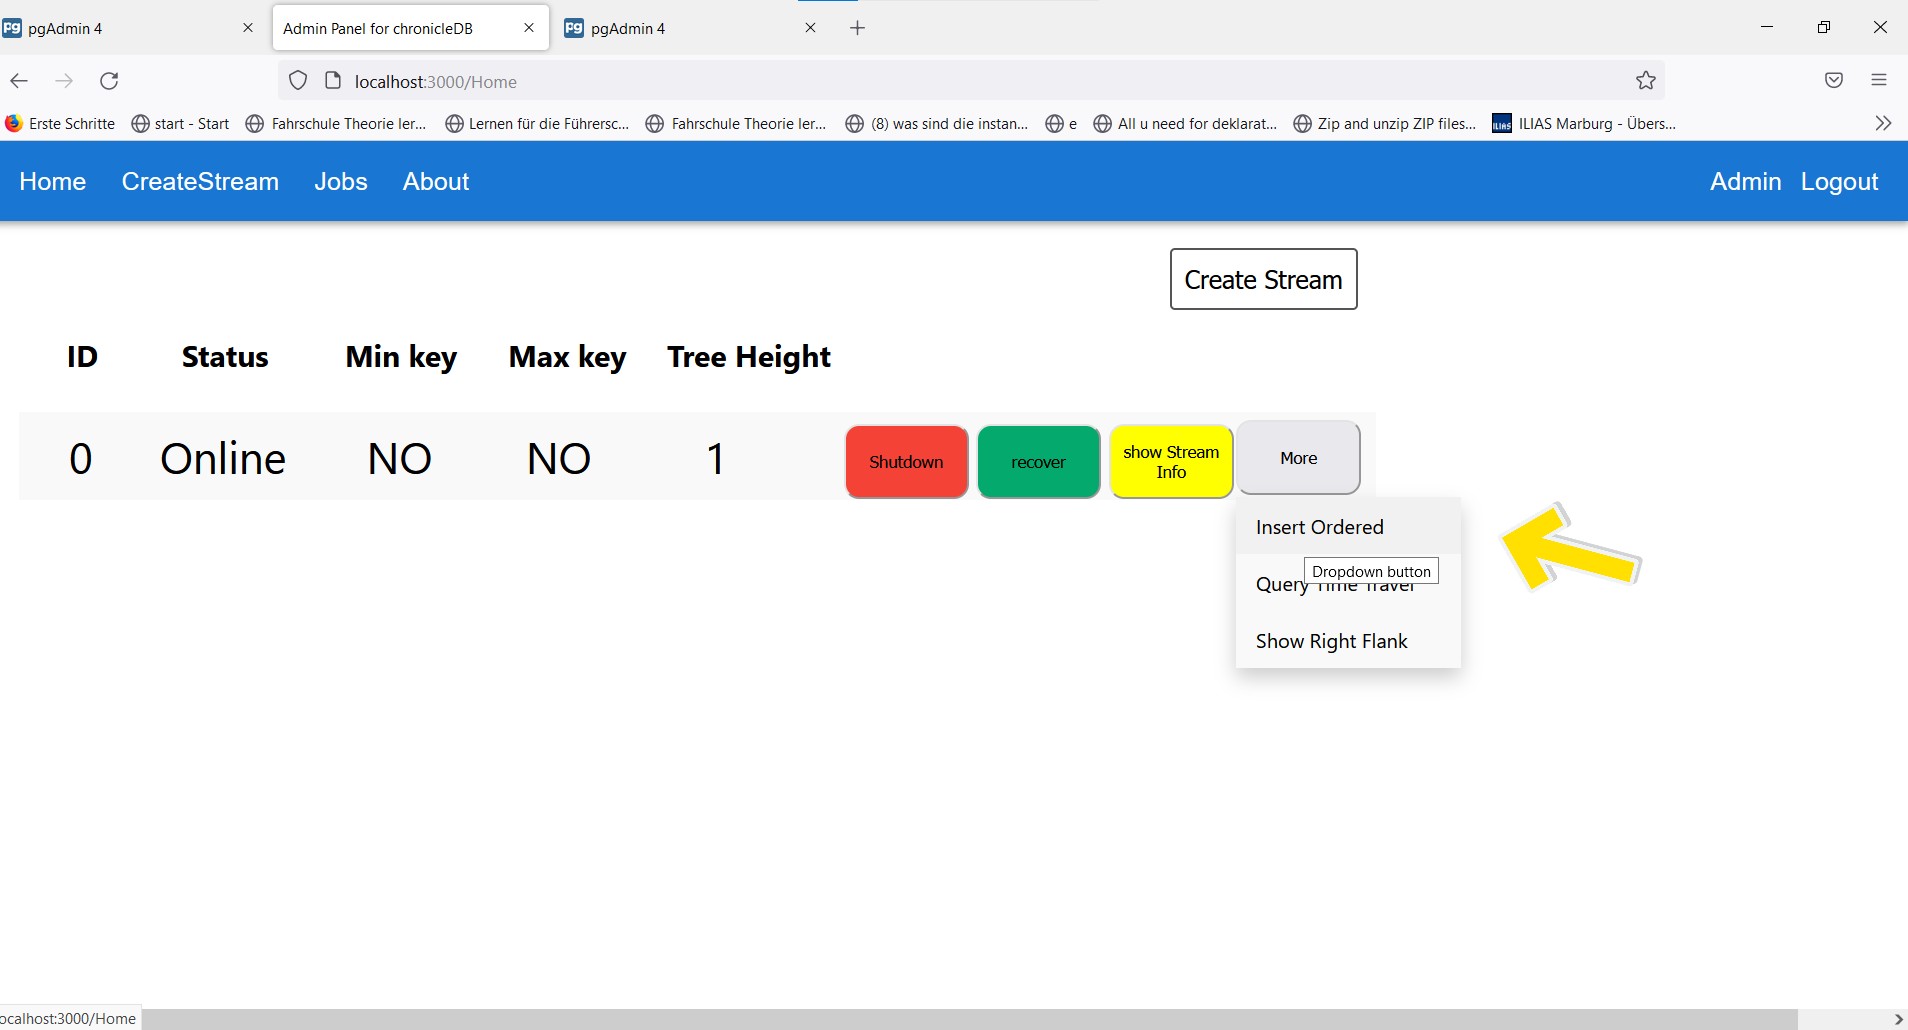 pgAdmin 4
Admin Panel for chronicleDB
pgAdmin 4
localhost:3000/Home
Erste Schritte
start - Start
Fahrschule Theorie ler...
Lernen für die Führersc...
Fahrschule Theorie ler...
(8) was sind die instan...
e
All u need for deklarat...
Zip and unzip ZIP files...
ILIAS
ILIAS Marburg - Übers...
Home
CreateStream
Jobs
About
Admin
Logout
Create Stream
ID Status Min key Max key Tree Height
0 Online NO NO 1
Shutdown
recover
show Stream
Info
More
Insert Ordered
Dropdown button
Query Time Travel
Show Right Flank
ocalhost:3000/Home